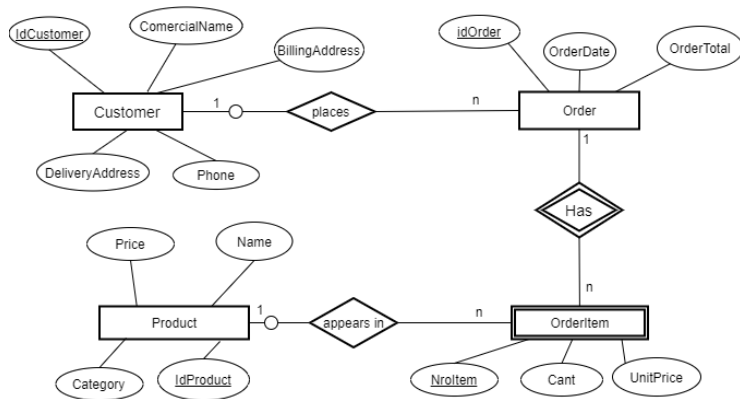 IdCustomer
ComercialName
BillingAddress
idOrder
OrderDate
OrderTotal
Customer
1
places
n
Order
DeliveryAddress
Phone
1
Has
Price
Name
n
Product
1
appears in
n
OrderItem
Category
IdProduct
NroItem
Cant
UnitPrice